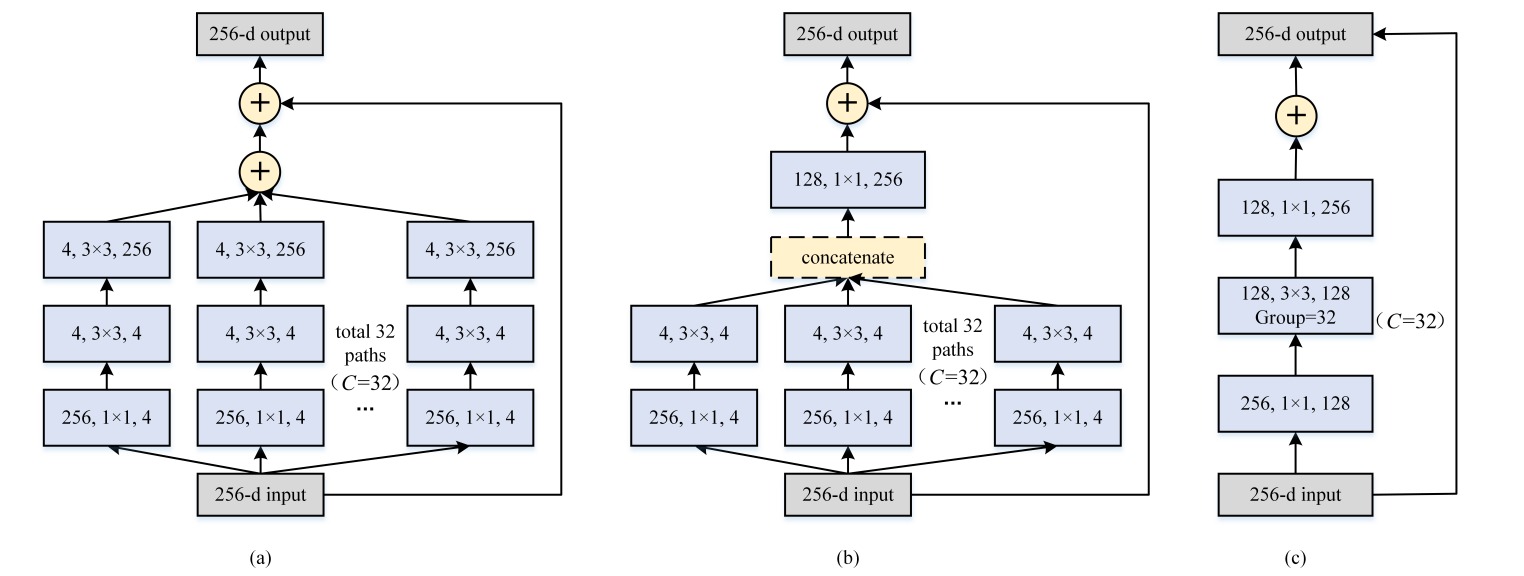 256-d output
+
+
4, 3×3, 256
4, 3×3, 256
4, 3×3, 256
4, 3×3, 4
4, 3×3, 4
total 32
paths
（C=32）
...
4, 3×3, 4
256, 1×1, 4
256, 1×1, 4
256, 1×1, 4
256-d input
(a)
256-d output
+
128, 1×1, 256
concatenate
4, 3×3, 4
4, 3×3, 4
total 32
paths
（C=32）
...
4, 3×3, 4
256, 1×1, 4
256, 1×1, 4
256, 1×1, 4
256-d input
(b)
256-d output
+
128, 1×1, 256
128, 3×3, 128
Group=32
（C=32）
256, 1×1, 128
256-d input
(c)